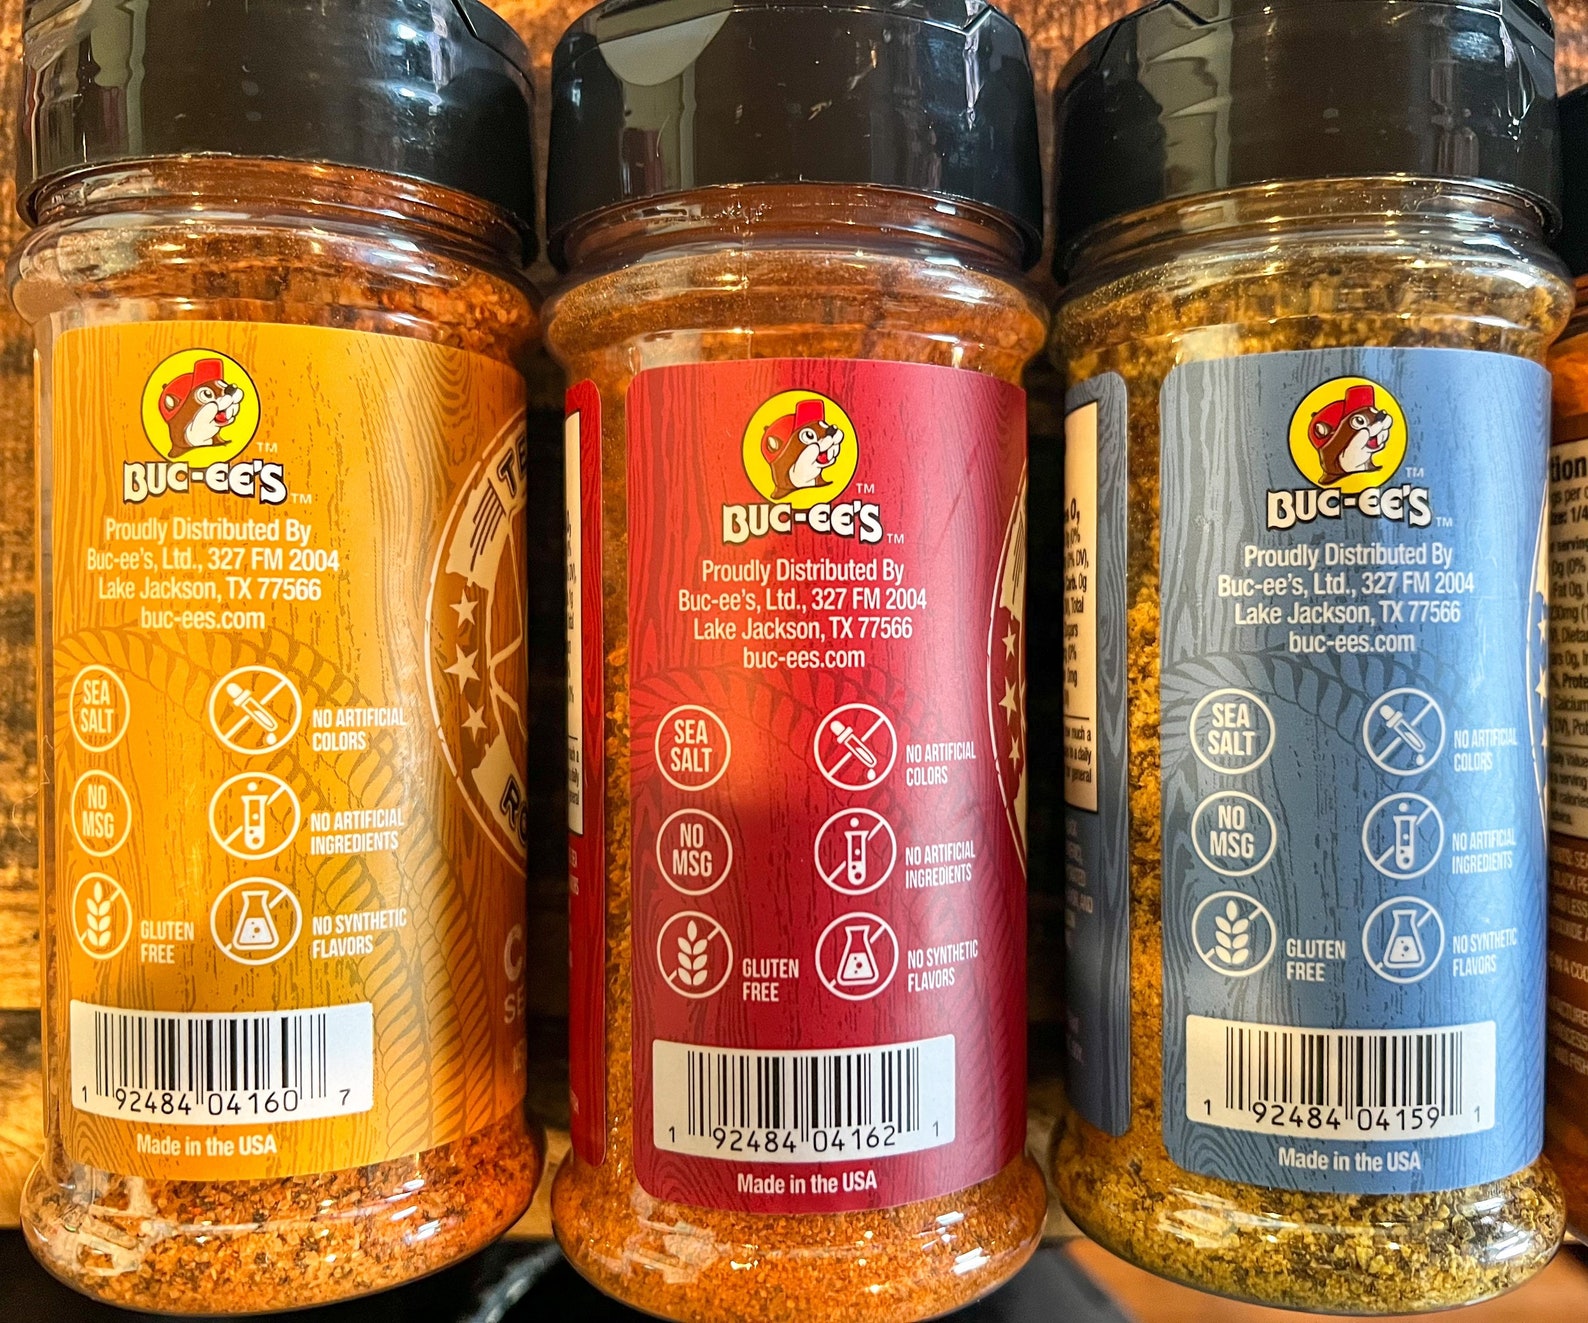 BUC-EE'S TM
TM
Proudly Distributed By
Buc-ee's, Ltd., 327 FM 2004
Lake Jackson, TX 77566
buc-ees.com
SEA
SALT
NO ARTIFICIAL
COLORS
NO
MSG
NO ARTIFICIAL
INGREDIENTS
GLUTEN
FREE
NO SYNTHETIC
FLAVORS
1 92484 04160 7
Made in the USA
TM
BUC-EE'S TM
Proudly Distributed By
Buc-ee's, Ltd., 327 FM 2004
Lake Jackson, TX 77566
buc-ees.com
SEA
SALT
NO ARTIFICIAL
COLORS
NO
MSG
NO ARTIFICIAL
INGREDIENTS
GLUTEN
FREE
NO SYNTHETIC
FLAVORS
1 92484 04162 1
Made in the USA
TM
BUC-EE'S TM
Proudly Distributed By
Buc-ee's, Ltd., 327 FM 2004
Lake Jackson, TX 77566
buc-ees.com
SEA
SALT
NO ARTIFICIAL
COLORS
NO
MSG
NO ARTIFICIAL
INGREDIENTS
GLUTEN
FREE
NO SYNTHETIC
FLAVORS
1 92484 04159 1
Made in the USA